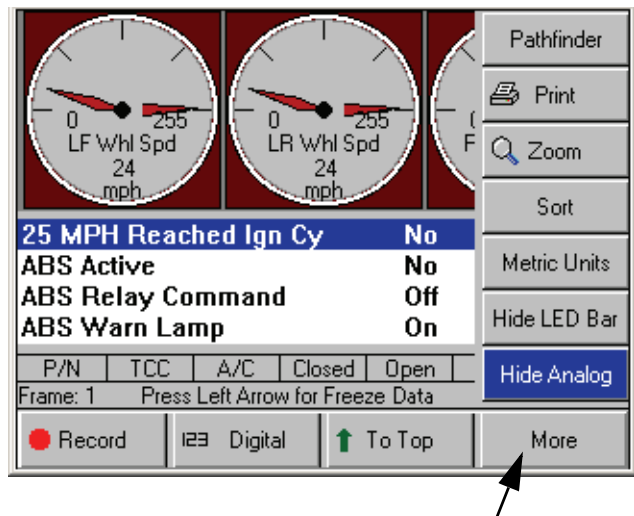 0 255
LF Whl Spd
24
mph
0 255
LR Whl Spd
24
mph
F
25 MPH Reached Ign Cy No
ABS Active No
ABS Relay Command Off
ABS Warn Lamp On
P/N TCC A/C Closed Open
Frame: 1 Press Left Arrow for Freeze Data
Pathfinder
Print
Zoom
Sort
Metric Units
Hide LED Bar
Hide Analog
Record 123 Digital To Top More